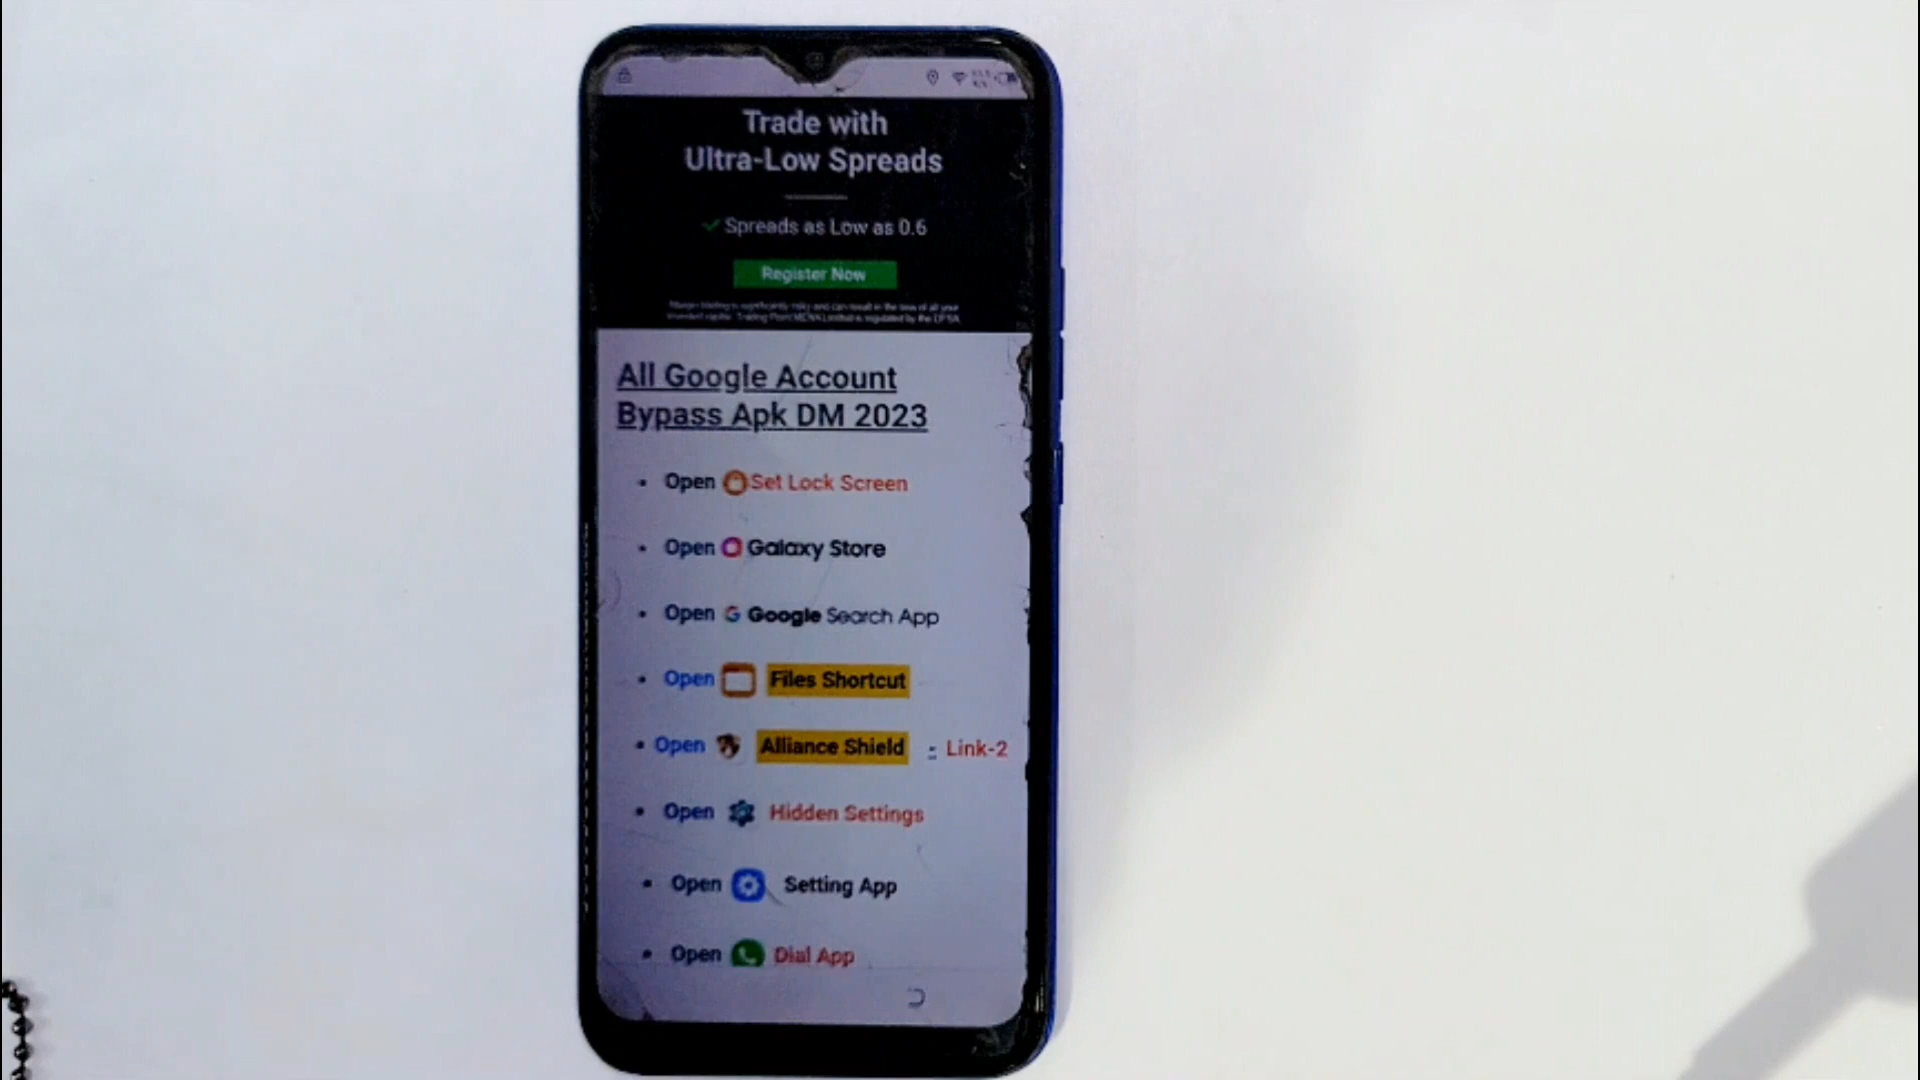 Trade with
Ultra-Low Spreads
Spreads as Low as 0.6
Register Now
All Google Account
Bypass Apk DM 2023
Open Set Lock Screen
Open Galaxy Store
Open Google Search App
Open Files Shortcut
Open Alliance Shield : Link-2
Open Hidden Settings
Open Setting App
Open Dial App